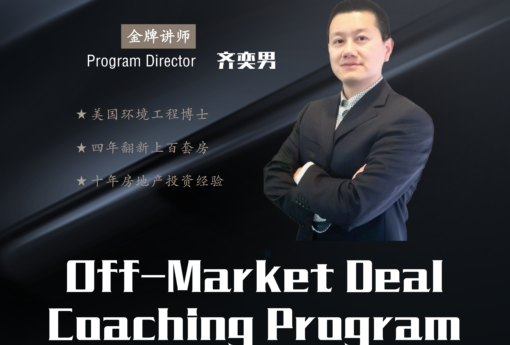 金牌讲师
Program Director 齐奕男
★美国环境工程博士
★四年翻新上百套房
★十年房地产投资经验
Off-Market Deal
Coaching Program